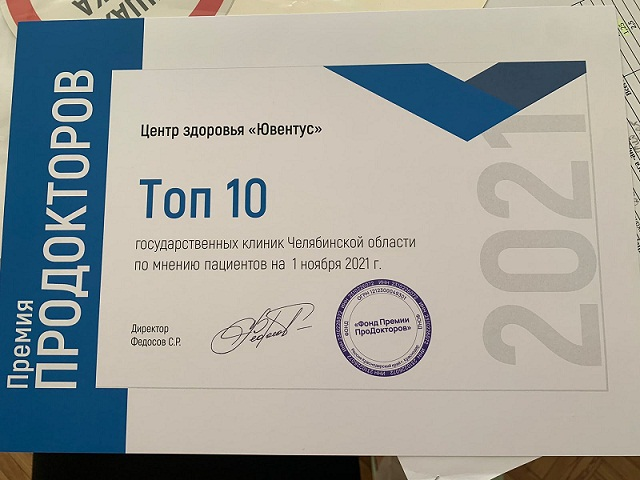 Премия
ПРОДОКТОРОВ
Центр здоровья «Ювентус»
Топ 10
государственных клиник Челябинской области
по мнению пациентов на 1 ноября 2021 г.
Директор
Федосов С.Р.
«Фонд Премии
ПроДокторов»
2021